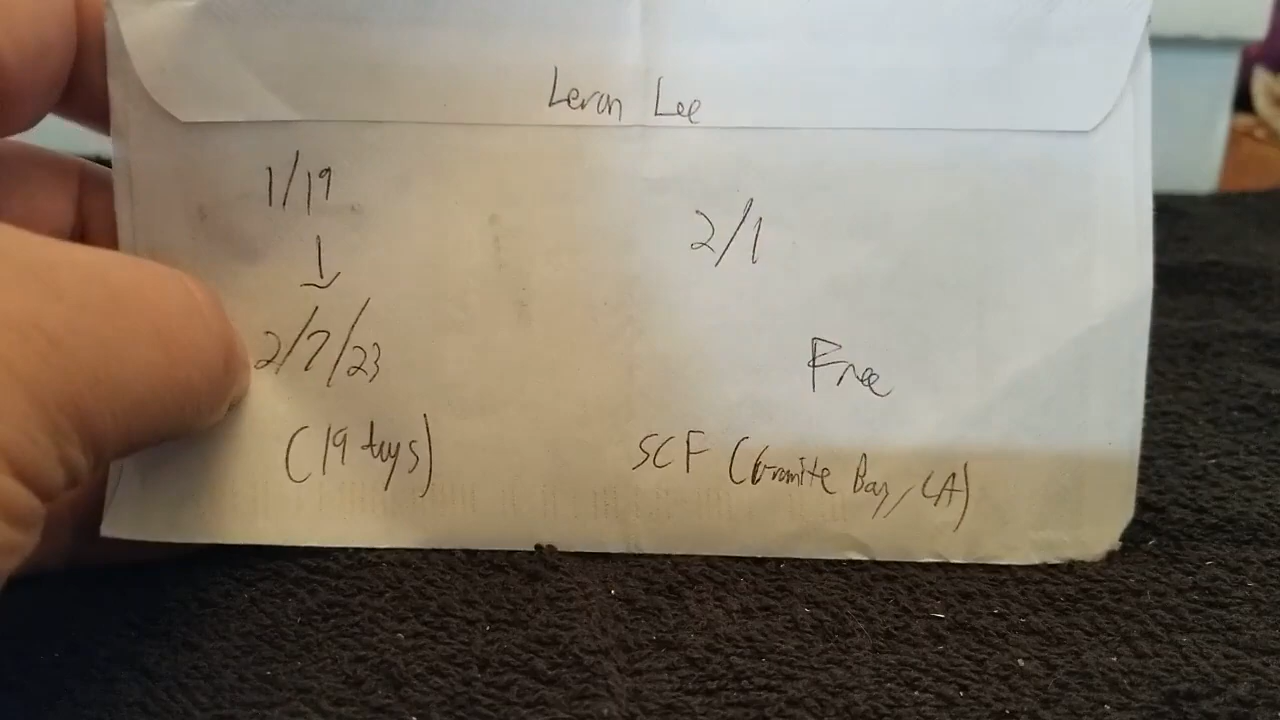 Leron Lee
1/19
↓
2/7/23
(19 days)
2/1
Free
SCF (Granite Bay, CA)